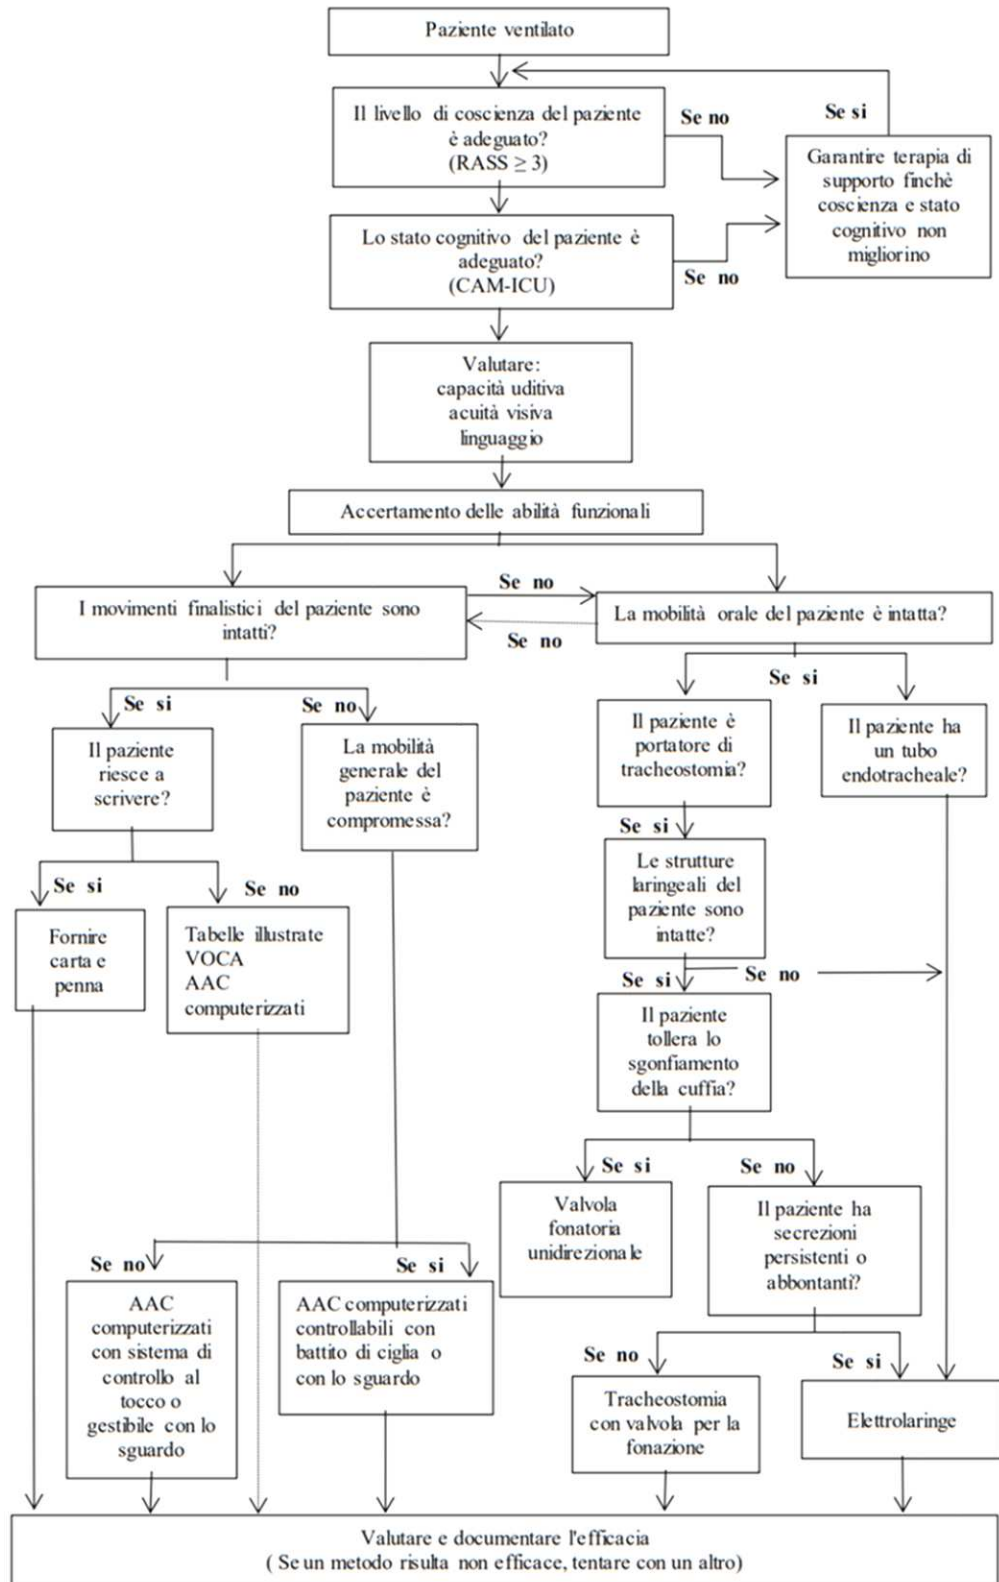 Paziente ventilato
Il livello di coscienza del paziente
è adeguato?
(RASS ≥ 3)
Se no
Se si
Garantire terapia di
supporto finchè
coscienza e stato
cognitivo non
migliorino
Lo stato cognitivo del paziente è
adeguato?
(CAM-ICU)
Se no
Valutare:
capacità uditiva
acuità visiva
linguaggio
Accertamento delle abilità funzionali
I movimenti finalistici del paziente sono
intatti?
Se no
Se no
La mobilità orale del paziente è intatta?
Se si
Se no
Il paziente
riesce a
scrivere?
La mobilità
generale del
paziente è
compromessa?
Se si
Il paziente è
portatore di
tracheostomia?
Il paziente ha
un tubo
endotracheale?
Se si
Se no
Fornire
carta e
penna
Tabelle illustrate
VOCA
AAC
computerizzati
Se si
Le strutture
laringeali del
paziente sono
intatte?
Se si
Se no
Il paziente
tollera lo
sgonfiamento
della cuffia?
Se si
Se no
Valvola
fonatoria
unidirezionale
Il paziente ha
secrezioni
persistenti o
abbontanti?
Se no
Se si
AAC
computerizzati
con sistema di
controllo al
tocco o
gestibile con lo
sguardo
AAC computerizzati
controllabili con
battito di ciglia o
con lo sguardo
Se no
Se si
Tracheostomia
con valvola per la
fonazione
Elettrolaringe
Valutare e documentare l'efficacia
( Se un metodo risulta non efficace, tentare con un altro)